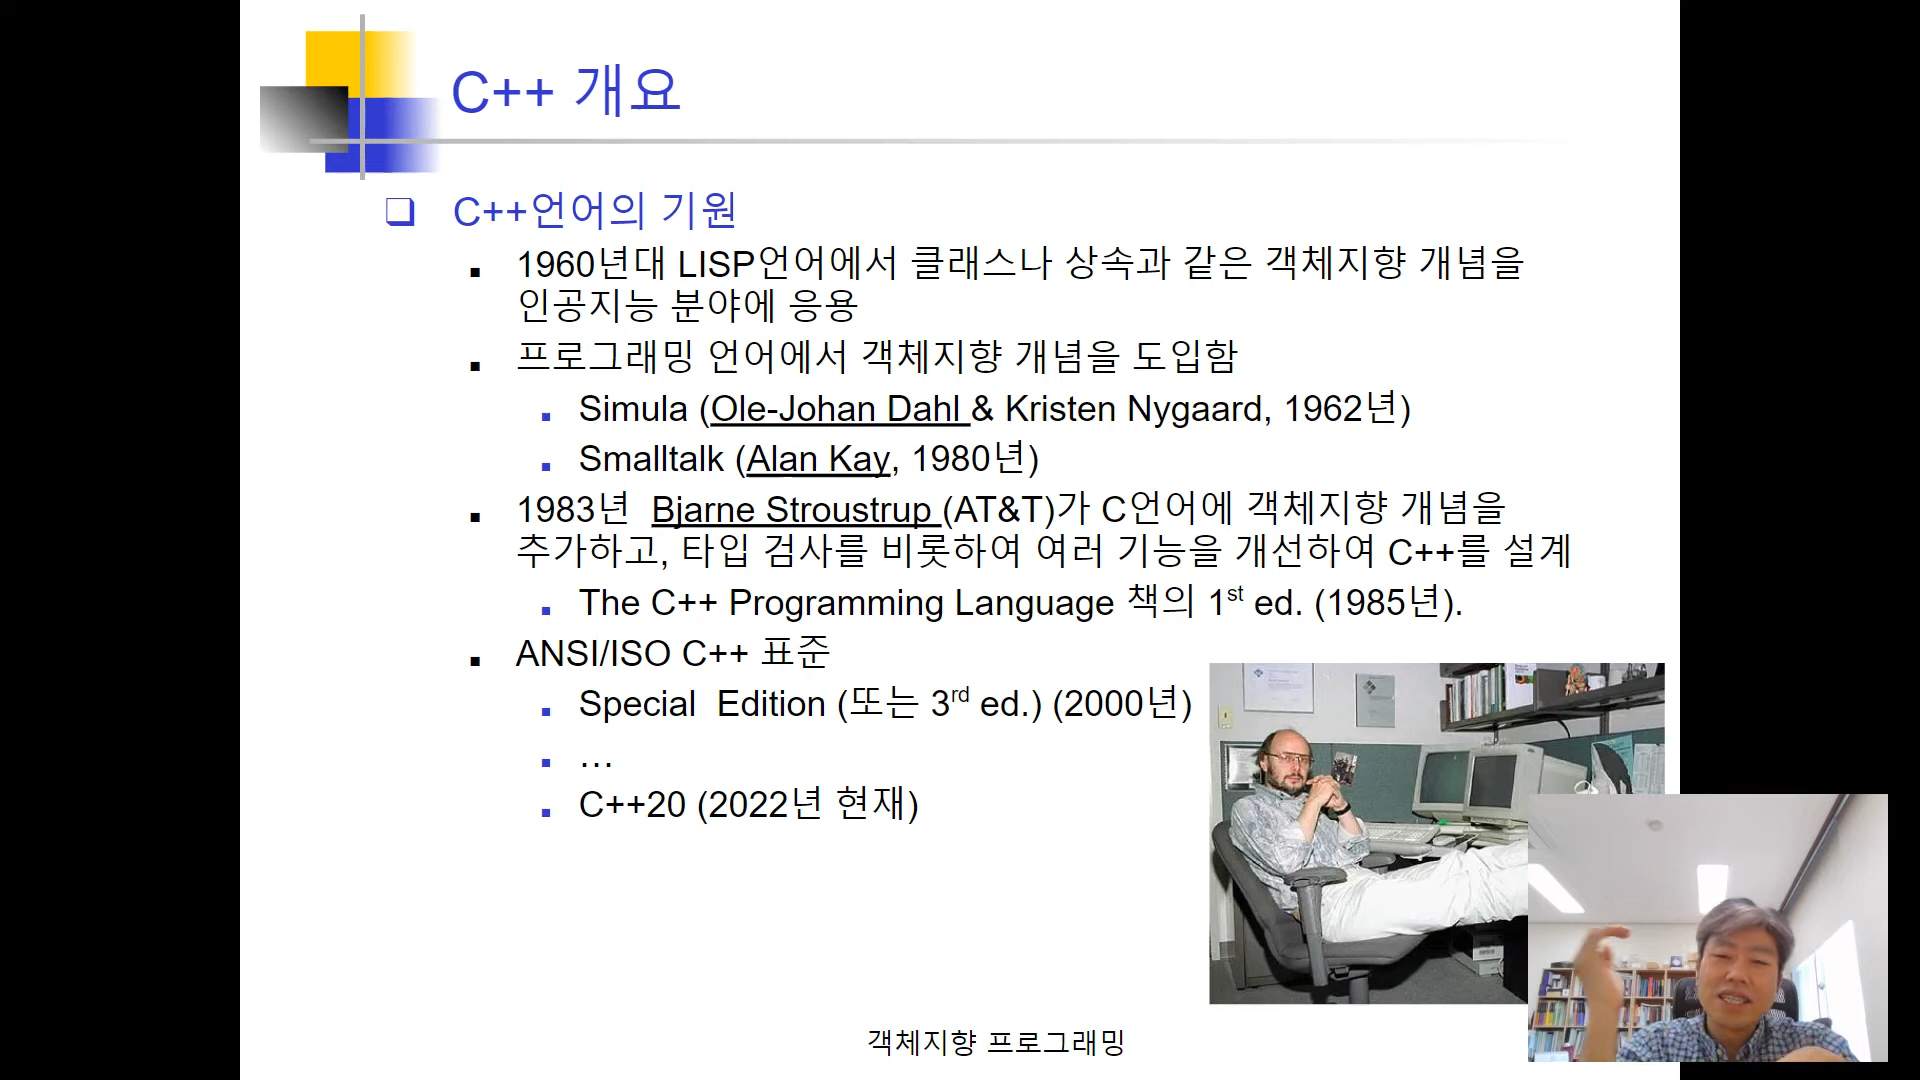 C++ 개요
❑ C++언어의 기원
▪ 1960년대 LISP언어에서 클래스나 상속과 같은 객체지향 개념을
인공지능 분야에 응용
▪ 프로그래밍 언어에서 객체지향 개념을 도입함
▪ Simula (Ole-Johan Dahl & Kristen Nygaard, 1962년)
▪ Smalltalk (Alan Kay, 1980년)
▪ 1983년 Bjarne Stroustrup (AT&T)가 C언어에 객체지향 개념을
추가하고, 타입 검사를 비롯하여 여러 기능을 개선하여 C++를 설계
▪ The C++ Programming Language 책의 1st ed. (1985년).
▪ ANSI/ISO C++ 표준
▪ Special Edition (또는 3rd ed.) (2000년)
▪ …
▪ C++20 (2022년 현재)
객체지향 프로그래밍